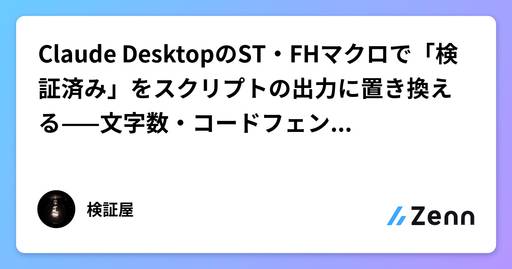 Claude DesktopのST・FHマクロで「検
証済み」をスクリプトの出力に置き換え
る——文字数・コードフェン...
検証屋
Zenn